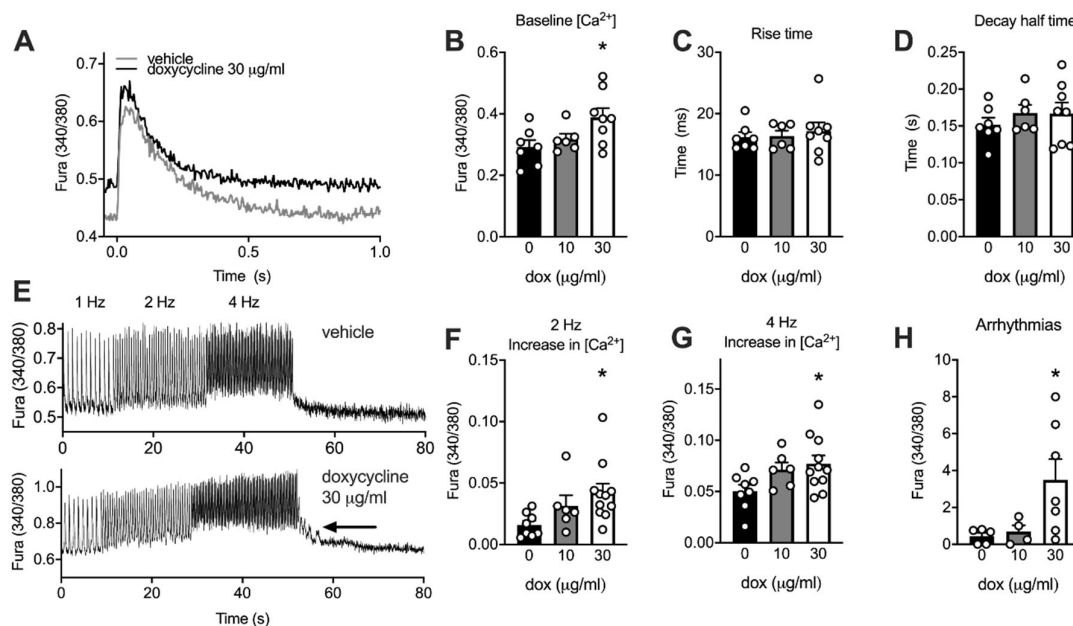 A
vehicle
doxycycline 30 μg/ml
Fura (340/380)
0.7
0.6
0.5
0.4
0.0
0.5
1.0
Time (s)
B
Baseline [Ca²⁺]
*
Fura (340/380)
0.6
0.4
0.2
0.0
0
10
30
dox (μg/ml)
C
Rise time
Time (ms)
30
20
10
0
0
10
30
dox (μg/ml)
D
Decay half time
Time (s)
0.25
0.20
0.15
0.10
0.05
0.00
0
10
30
dox (μg/ml)
E
1 Hz
2 Hz
4 Hz
vehicle
Fura (340/380)
0.8
0.7
0.6
0.5
0
20
40
60
80
doxycycline
30 μg/ml
Fura (340/380)
1.0
0.8
0.6
0
20
40
60
80
Time (s)
F
2 Hz
Increase in [Ca²⁺]
*
Fura (340/380)
0.15
0.10
0.05
0.00
0
10
30
dox (μg/ml)
G
4 Hz
Increase in [Ca²⁺]
*
Fura (340/380)
0.15
0.10
0.05
0.00
0
10
30
dox (μg/ml)
H
Arrhythmias
*
Fura (340/380)
10
8
6
4
2
0
0
10
30
dox (μg/ml)